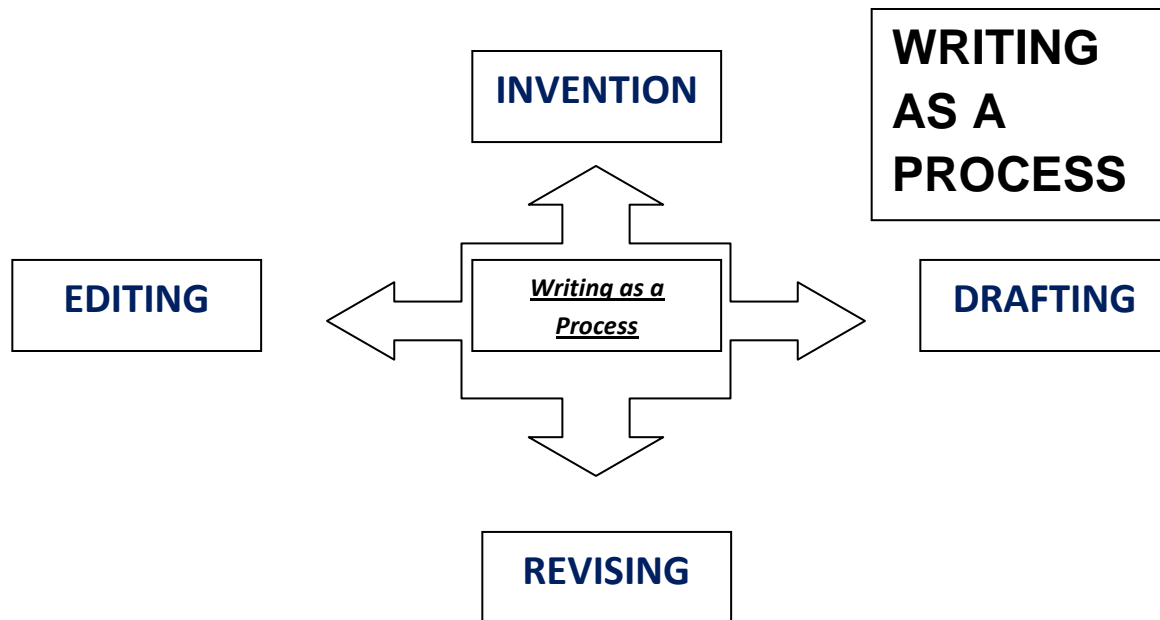 WRITING
AS A
PROCESS
INVENTION
EDITING
Writing as a
Process
DRAFTING
REVISING